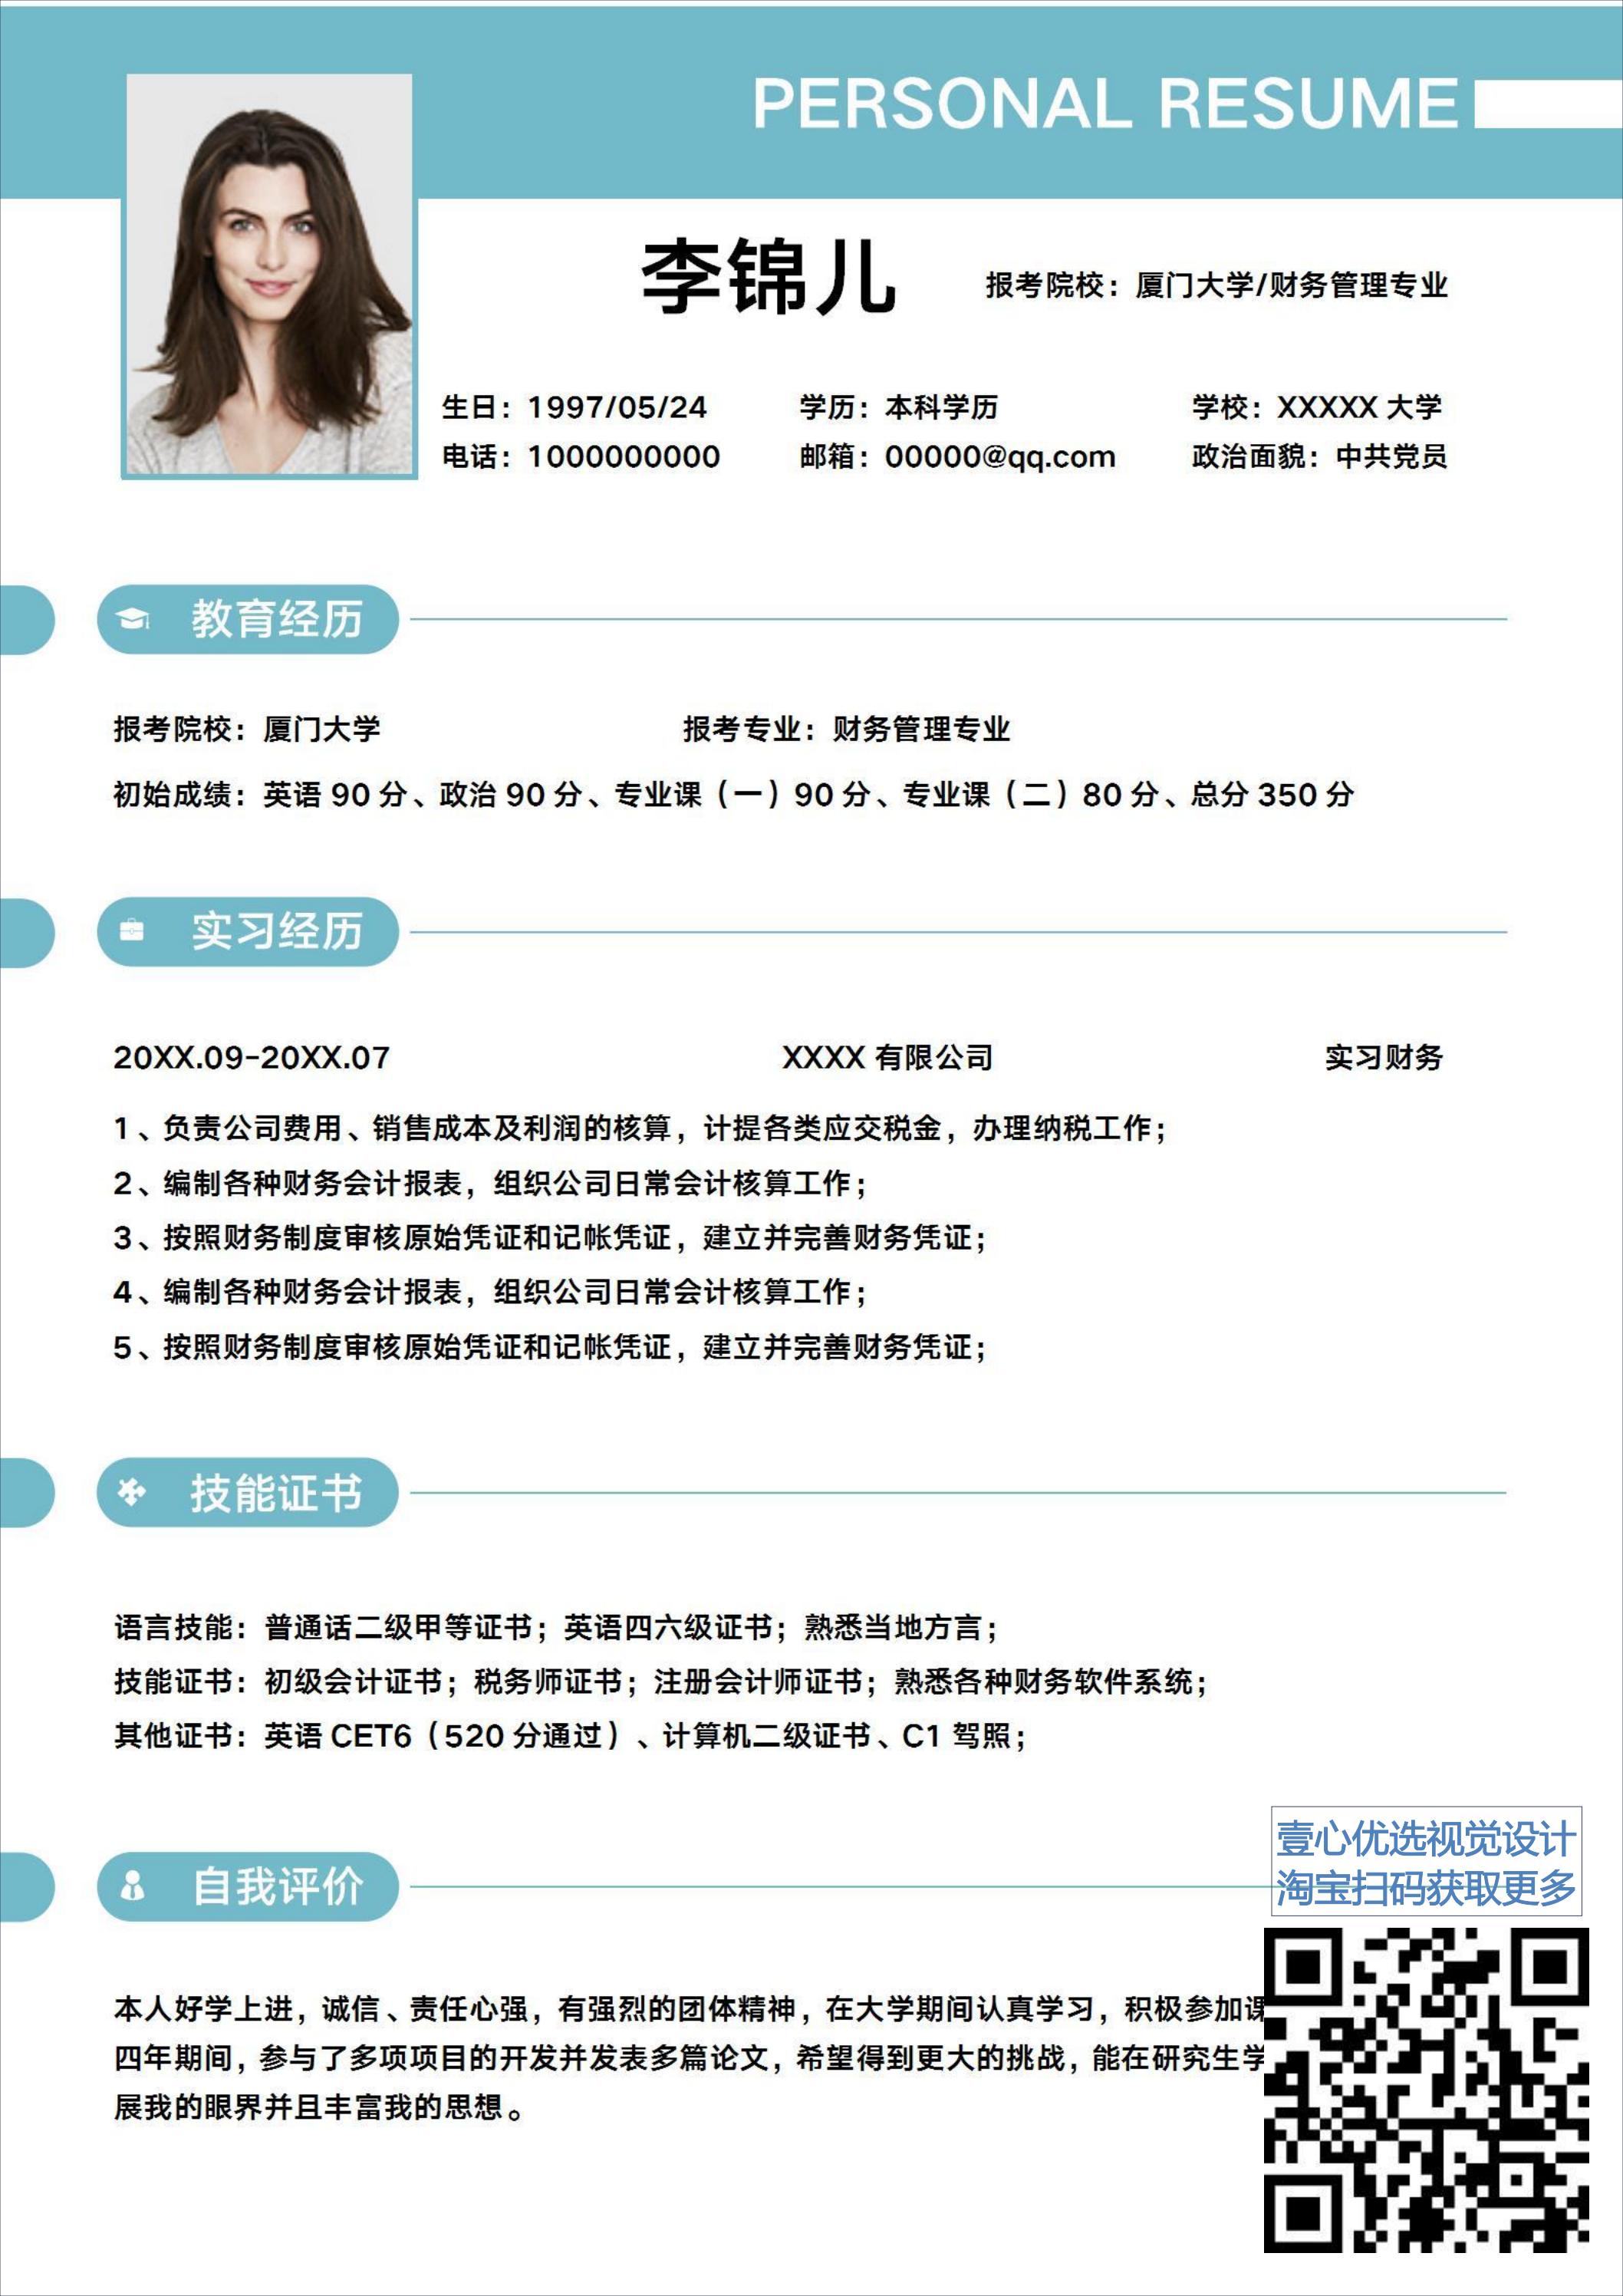 PERSONAL RESUME
李锦儿 报考院校：厦门大学/财务管理专业
生日：1997/05/24 学历：本科学历 学校：XXXXX 大学
电话：1000000000 邮箱：00000@qq.com 政治面貌：中共党员
教育经历
报考院校：厦门大学 报考专业：财务管理专业
初始成绩：英语 90 分、政治 90 分、专业课（一）90 分、专业课（二）80 分、总分 350 分
实习经历
20XX.09-20XX.07 XXXX 有限公司 实习财务
1、负责公司费用、销售成本及利润的核算，计提各类应交税金，办理纳税工作；
2、编制各种财务会计报表，组织公司日常会计核算工作；
3、按照财务制度审核原始凭证和记帐凭证，建立并完善财务凭证；
4、编制各种财务会计报表，组织公司日常会计核算工作；
5、按照财务制度审核原始凭证和记帐凭证，建立并完善财务凭证；
技能证书
语言技能：普通话二级甲等证书；英语四六级证书；熟悉当地方言；
技能证书：初级会计证书；税务师证书；注册会计师证书；熟悉各种财务软件系统；
其他证书：英语 CET6（520 分通过）、计算机二级证书、C1 驾照；
壹心优选视觉设计
淘宝扫码获取更多
自我评价
本人好学上进，诚信、责任心强，有强烈的团体精神，在大学期间认真学习，积极参加课
四年期间，参与了多项项目的开发并发表多篇论文，希望得到更大的挑战，能在研究生学
展我的眼界并且丰富我的思想。